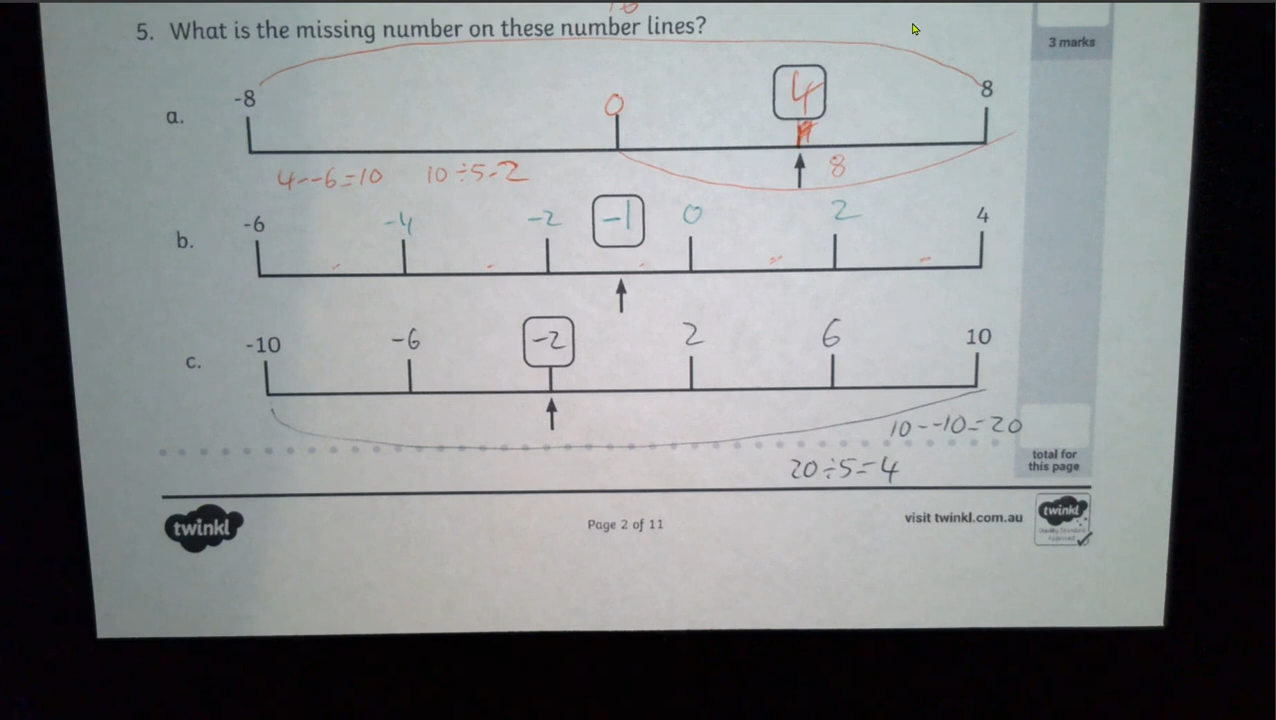 5. What is the missing number on these number lines?
3 marks
a.
-8 0 4 8
8
4--6=10 10÷5=2
b.
-6 -4 -2 -1 0 2 4
c.
-10 -6 -2 2 6 10
10--10=20
20÷5=4
total for
this page
twinkl
Page 2 of 11
visit twinkl.com.au
twinkl